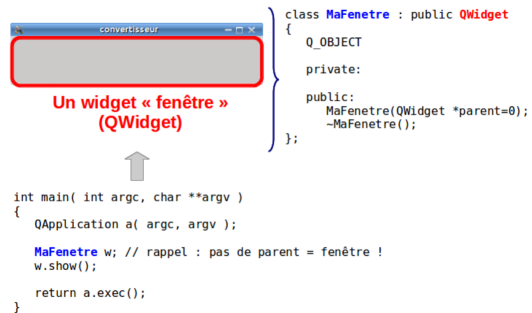 convertisseur
Un widget « fenêtre »
(QWidget)
class MaFenetre : public QWidget
{
Q_OBJECT
private:
public:
MaFenetre(QWidget *parent=0);
~MaFenetre();
};
int main( int argc, char **argv )
{
QApplication a( argc, argv );
MaFenetre w; // rappel : pas de parent = fenêtre !
w.show();
return a.exec();
}